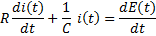 R di(t)/dt + 1/C i(t) = dE(t)/dt